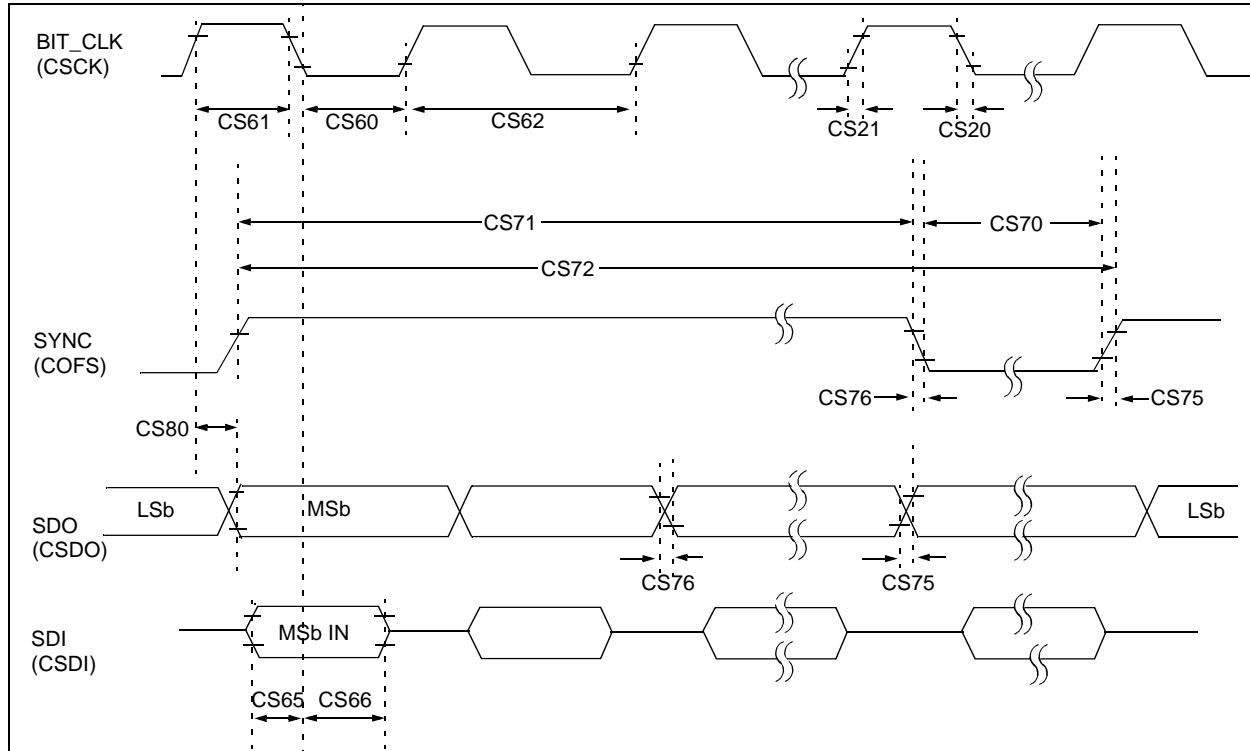 BIT_CLK
(CSCK)
CS61
CS60
CS62
CS21
CS20
CS71
CS70
CS72
SYNC
(COFS)
CS76
CS75
CS80
LSb
MSb
LSb
SDO
(CSDO)
CS76
CS75
SDI
(CSDI)
MSb IN
CS65
CS66